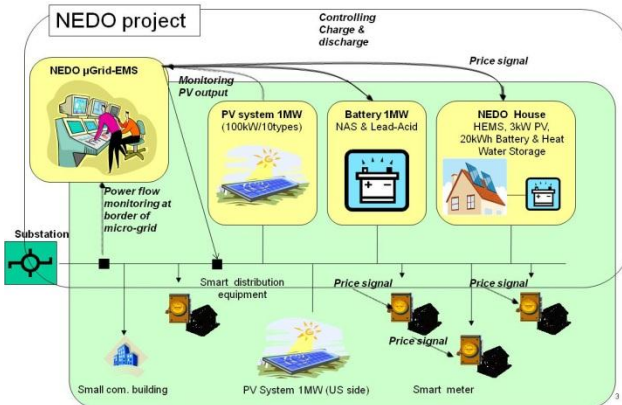 NEDO project
Controlling
Charge &
discharge
Price signal
NEDO µGrid-EMS
Monitoring
PV output
PV system 1MW
(100kW/10types)
Battery 1MW
NAS & Lead-Acid
NEDO House
HEMS, 3kW PV,
20kWh Battery & Heat
Water Storage
Power flow
monitoring at
border of
micro-grid
Substation
Smart distribution
equipment
Price signal
Price signal
Price signal
Small com. building
PV System 1MW (US side)
Smart meter
3